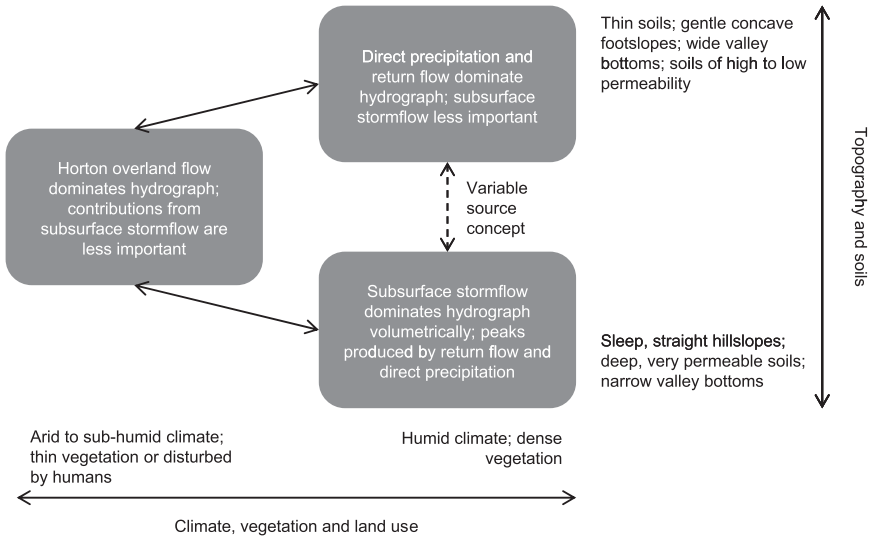 Direct precipitation and
return flow dominate
hydrograph; subsurface
stormflow less important
Thin soils; gentle concave
footslopes; wide valley
bottoms; soils of high to low
permeability
Horton overland flow
dominates hydrograph;
contributions from
subsurface stormflow are
less important
Variable
source
concept
Topography and soils
Subsurface stormflow
dominates hydrograph
volumetrically; peaks
produced by return flow and
direct precipitation
Sleep, straight hillslopes;
deep, very permeable soils;
narrow valley bottoms
Arid to sub-humid climate;
thin vegetation or disturbed
by humans
Humid climate; dense
vegetation
Climate, vegetation and land use